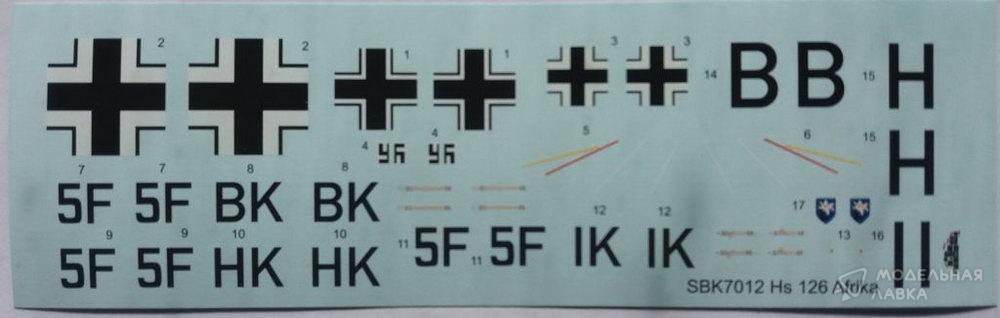 2 2 1 1 3 3
14 BB 15 H
4 4 5 6 15 H
7 7 8 8
5F 5F BK BK
17
9 9 10 10 11 11 12 12
5F 5F HK HK 5F 5F IK IK
13 16 II
SBK7012 Hs 126 Afrika
МОДЕЛЬНАЯ
ЛАВКА